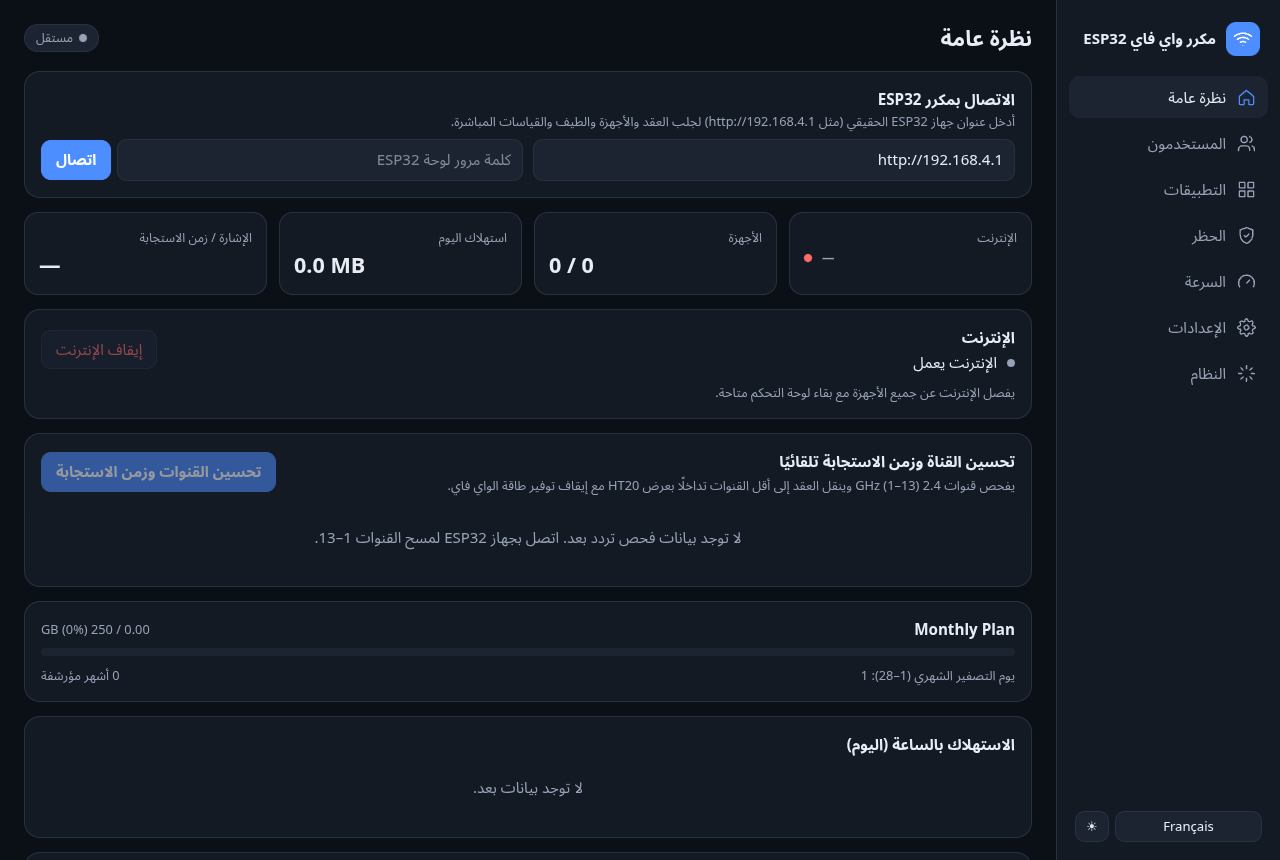 مكرر واي فاي ESP32
نظرة عامة
المستخدمون
التطبيقات
الحظر
السرعة
الإعدادات
النظام
Français
نظرة عامة
مستقل
الاتصال بمكرر ESP32
أدخل عنوان جهاز ESP32 الحقيقي (مثل http://192.168.4.1) لجلب العقد والأجهزة والطيف والقياسات المباشرة.
http://192.168.4.1
كلمة مرور لوحة ESP32
اتصال
الإنترنت
—
الأجهزة
0 / 0
استهلاك اليوم
0.0 MB
الإشارة / زمن الاستجابة
—
الإنترنت
الإنترنت يعمل
يفصل الإنترنت عن جميع الأجهزة مع بقاء لوحة التحكم متاحة.
إيقاف الإنترنت
تحسين القناة وزمن الاستجابة تلقائيًا
يفحص قنوات 2.4 GHz (1–13) وينقل العقد إلى أقل القنوات تداخلًا بعرض HT20 مع إيقاف توفير طاقة الواي فاي.
تحسين القنوات وزمن الاستجابة
لا توجد بيانات فحص تردد بعد. اتصل بجهاز ESP32 لمسح القنوات 1–13.
Monthly Plan
0.00 / 250 GB (0%)
يوم التصفير الشهري (1–28): 1
0 أشهر مؤرشفة
الاستهلاك بالساعة (اليوم)
لا توجد بيانات بعد.